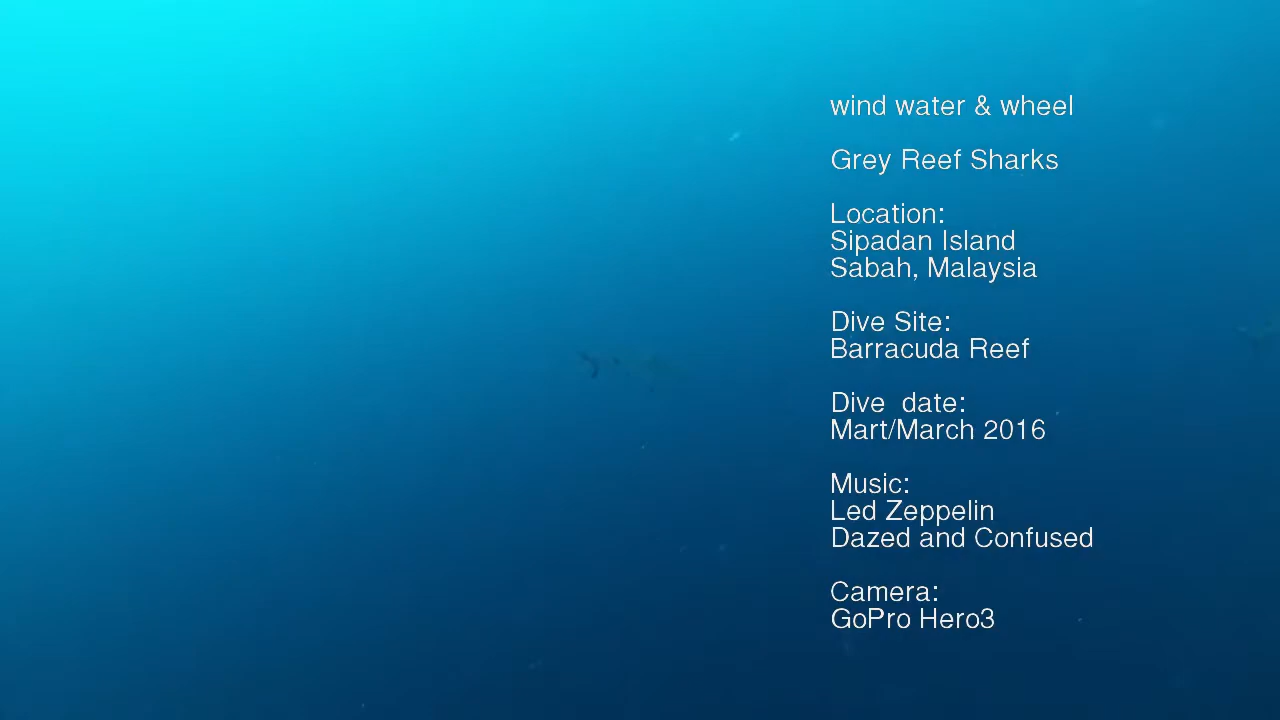 wind water & wheel
Grey Reef Sharks
Location:
Sipadan Island
Sabah, Malaysia
Dive Site:
Barracuda Reef
Dive  date:
Mart/March 2016
Music:
Led Zeppelin
Dazed and Confused
Camera:
GoPro Hero3